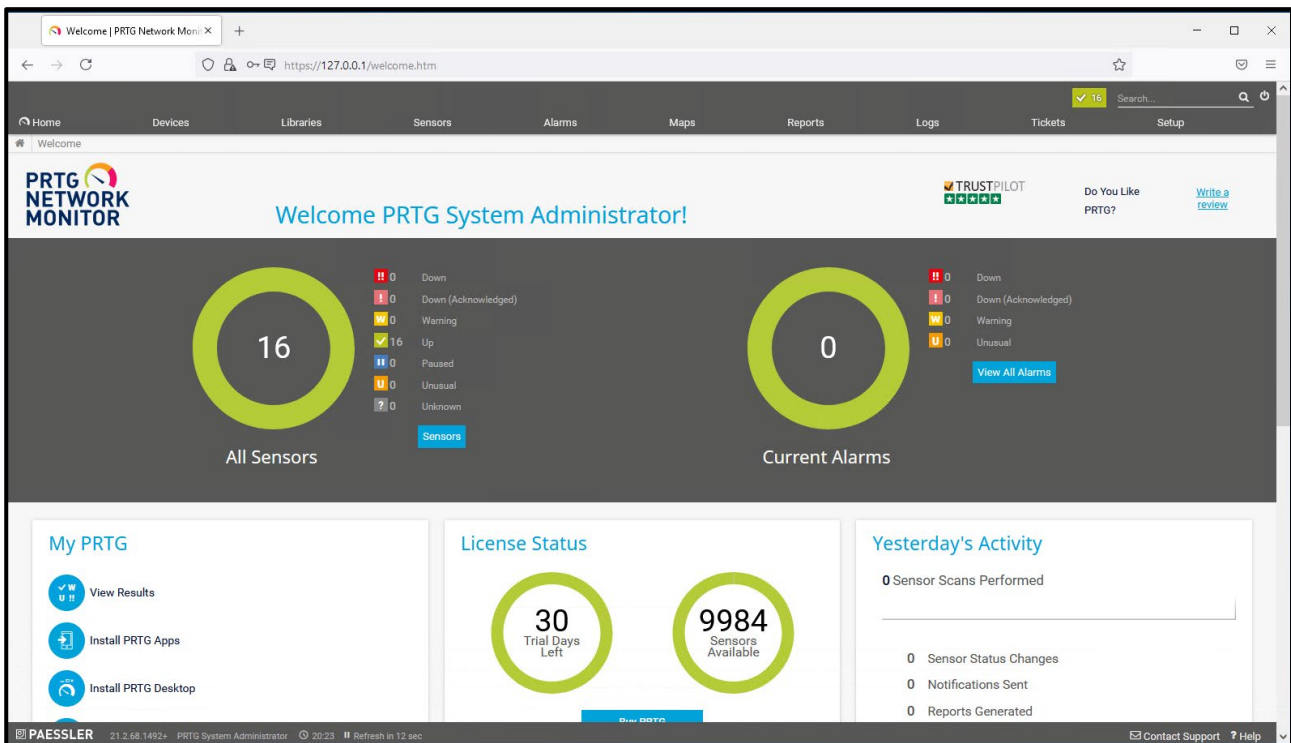 Welcome | PRTG Network Moni
https://127.0.0.1/welcome.htm
16 Search...
Home Devices Libraries Sensors Alarms Maps Reports Logs Tickets Setup
Welcome
PRTG
NETWORK
MONITOR
Welcome PRTG System Administrator!
TRUSTPILOT
Do You Like
PRTG?
Write a
review
16
All Sensors
!! 0 Down
! 0 Down (Acknowledged)
W 0 Warning
16 Up
0 Paused
U 0 Unusual
? 0 Unknown
Sensors
0
Current Alarms
!! 0 Down
! 0 Down (Acknowledged)
W 0 Warning
U 0 Unusual
View All Alarms
My PRTG
View Results
Install PRTG Apps
Install PRTG Desktop
License Status
30
Trial Days
Left
9984
Sensors
Available
Buy PRTG
Yesterday's Activity
0 Sensor Scans Performed
0 Sensor Status Changes
0 Notifications Sent
0 Reports Generated
PAESSLER 21.2.68.1492+ PRTG System Administrator 20:23 Refresh in 12 sec Contact Support ? Help